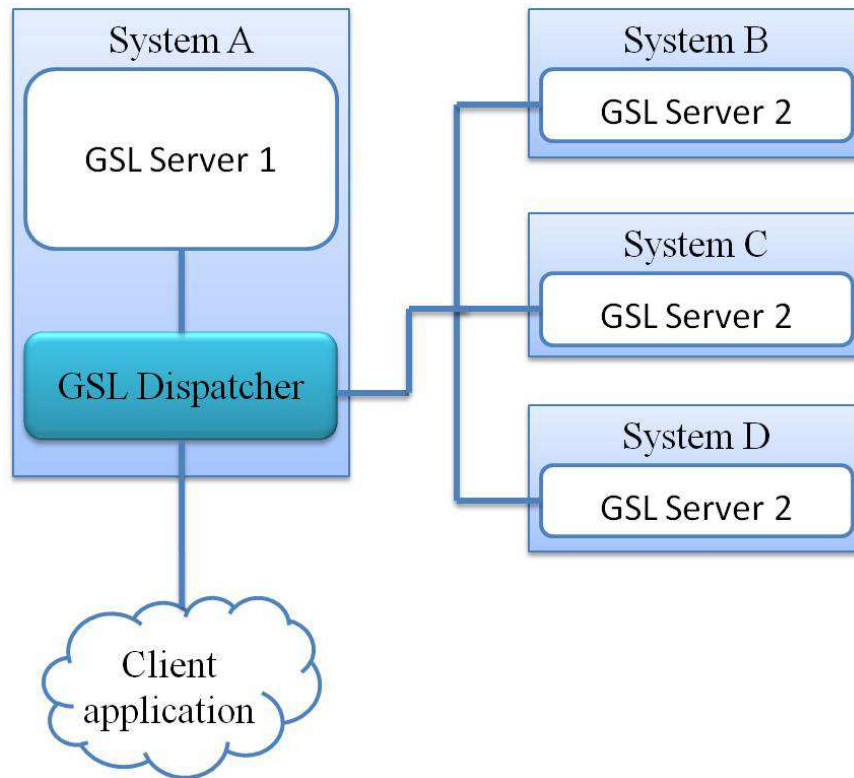 System A
GSL Server 1
GSL Dispatcher
Client
application
System B
GSL Server 2
System C
GSL Server 2
System D
GSL Server 2